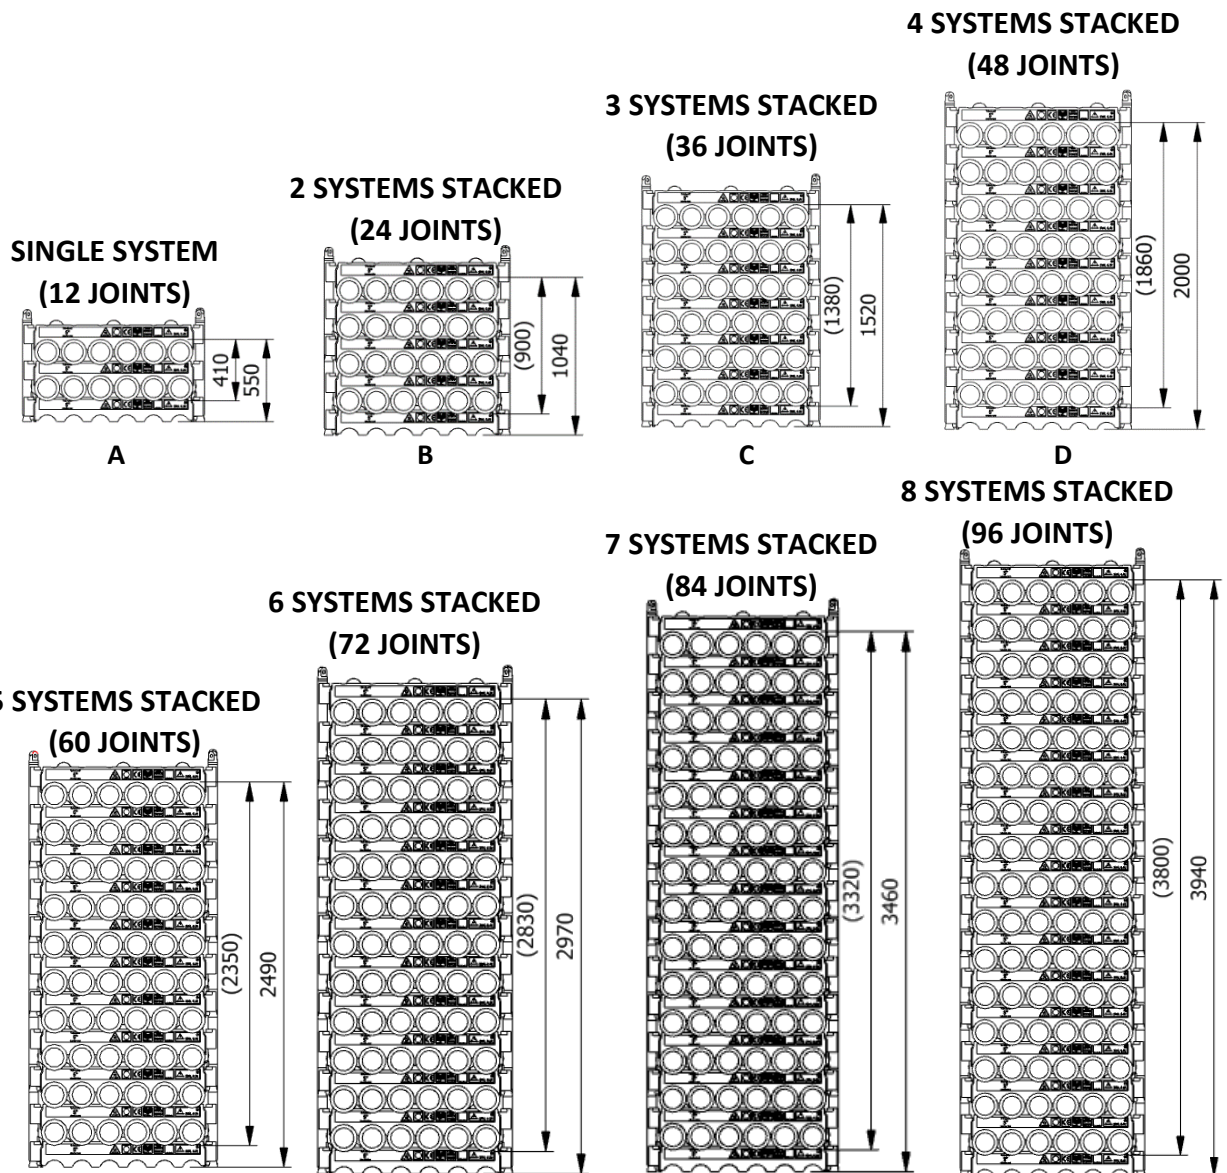 4 SYSTEMS STACKED
(48 JOINTS)
3 SYSTEMS STACKED
(36 JOINTS)
2 SYSTEMS STACKED
(24 JOINTS)
SINGLE SYSTEM
(12 JOINTS)
410
550
(900)
1040
(1380)
1520
(1860)
2000
A
B
C
D
8 SYSTEMS STACKED
(96 JOINTS)
7 SYSTEMS STACKED
(84 JOINTS)
6 SYSTEMS STACKED
(72 JOINTS)
5 SYSTEMS STACKED
(60 JOINTS)
(2350)
2490
(2830)
2970
(3320)
3460
(3800)
3940